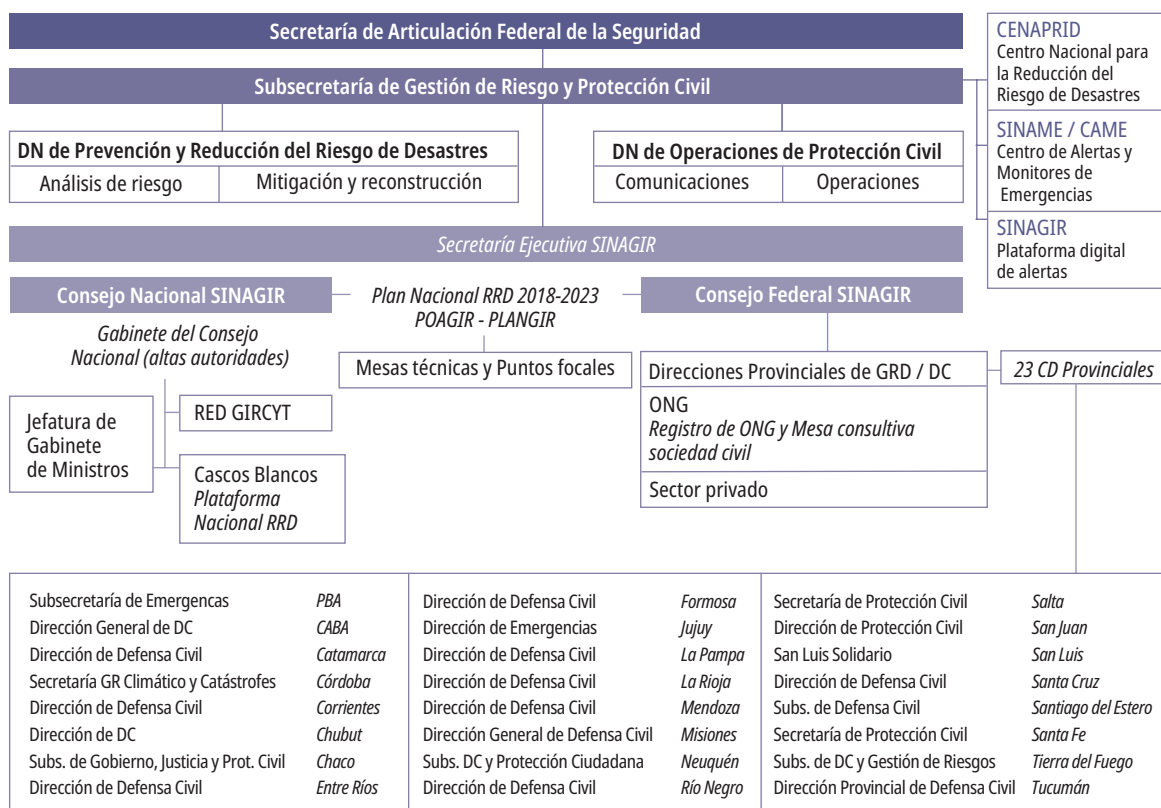 Secretaría de Articulación Federal de la Seguridad
Subsecretaría de Gestión de Riesgo y Protección Civil
CENAPRID
Centro Nacional para
la Reducción del
Riesgo de Desastres
SINAME / CAME
Centro de Alertas y
Monitores de
Emergencias
SINAGIR
Plataforma digital
de alertas
DN de Prevención y Reducción del Riesgo de Desastres
Análisis de riesgo
Mitigación y reconstrucción
DN de Operaciones de Protección Civil
Comunicaciones
Operaciones
Secretaría Ejecutiva SINAGIR
Consejo Nacional SINAGIR
Plan Nacional RRD 2018-2023
POAGIR - PLANGIR
Consejo Federal SINAGIR
Gabinete del Consejo
Nacional (altas autoridades)
Mesas técnicas y Puntos focales
Direcciones Provinciales de GRD / DC
23 CD Provinciales
ONG
Registro de ONG y Mesa consultiva
sociedad civil
Sector privado
Jefatura de
Gabinete
de Ministros
RED GIRCYT
Cascos Blancos
Plataforma
Nacional RRD
Subsecretaría de Emergencas PBA
Dirección General de DC CABA
Dirección de Defensa Civil Catamarca
Secretaría GR Climático y Catástrofes Córdoba
Dirección de Defensa Civil Corrientes
Dirección de DC Chubut
Subs. de Gobierno, Justicia y Prot. Civil Chaco
Dirección de Defensa Civil Entre Ríos
Dirección de Defensa Civil Formosa
Dirección de Emergencias Jujuy
Dirección de Defensa Civil La Pampa
Dirección de Defensa Civil La Rioja
Dirección de Defensa Civil Mendoza
Dirección General de Defensa Civil Misiones
Subs. DC y Protección Ciudadana Neuquén
Dirección de Defensa Civil Río Negro
Secretaría de Protección Civil Salta
Dirección de Protección Civil San Juan
San Luis Solidario San Luis
Dirección de Defensa Civil Santa Cruz
Subs. de Defensa Civil Santiago del Estero
Secretaría de Protección Civil Santa Fe
Subs. de DC y Gestión de Riesgos Tierra del Fuego
Dirección Provincial de Defensa Civil Tucumán